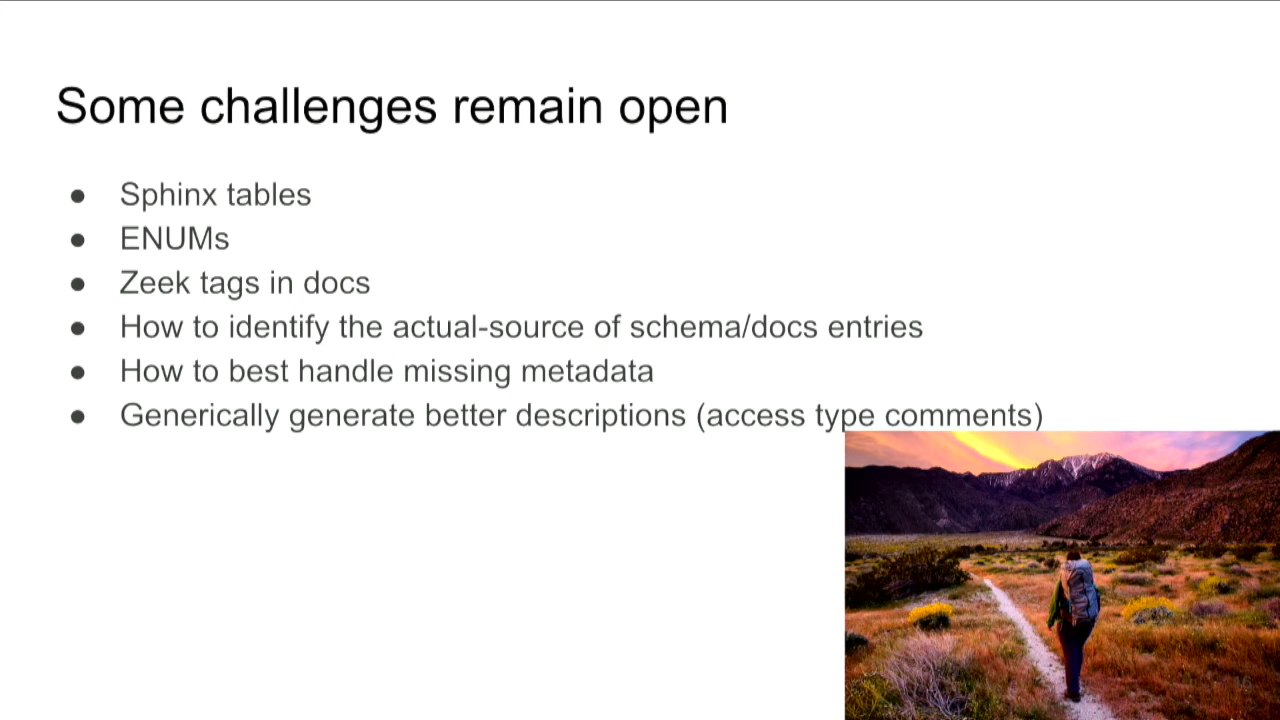 Some challenges remain open
● Sphinx tables
● ENUMs
● Zeek tags in docs
● How to identify the actual-source of schema/docs entries
● How to best handle missing metadata
● Generically generate better descriptions (access type comments)
16